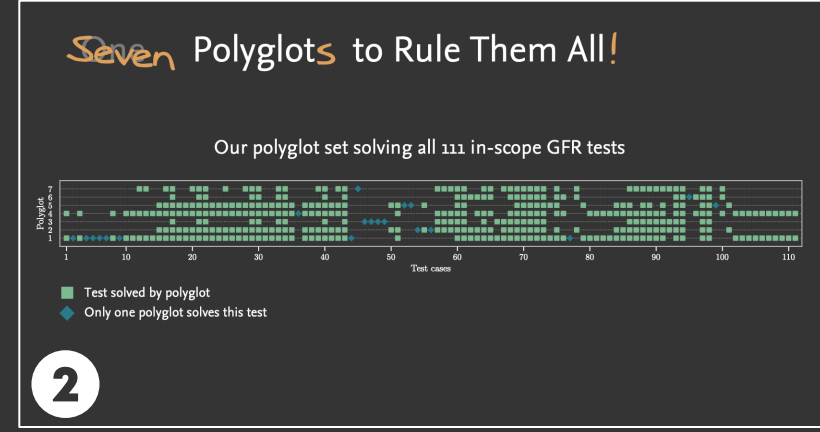 One Seven Polyglots to Rule Them All!
Our polyglot set solving all 111 in-scope GFR tests
Polyglot
7
6
5
4
3
2
1
1 10 20 30 40 50 60 70 80 90 100 110
Test cases
Test solved by polyglot
Only one polyglot solves this test
2